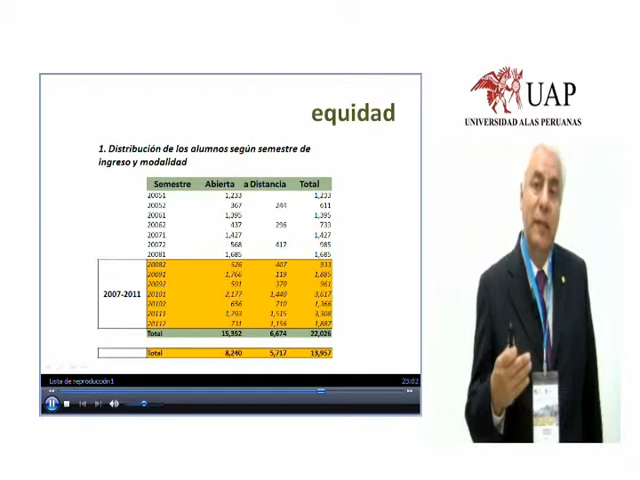 equidad
1. Distribución de los alumnos según semestre de
ingreso y modalidad
Semestre Abierta a Distancia Total
20051 1,233 1,233
20052 367 244 611
20061 1,395 1,395
20062 437 296 733
20071 1,427 1,427
20072 568 417 985
20081 1,685 1,685
20082 526 407 933
20091 1,766 119 1,885
20092 591 370 961
2007-2011
20101 2,177 1,440 3,617
20102 656 710 1,366
20111 1,793 1,515 3,308
20112 731 1,156 1,887
Total 15,352 6,674 22,026
Total 8,240 5,717 13,957
Lista de reproducción1 23:02
UAP
UNIVERSIDAD ALAS PERUANAS